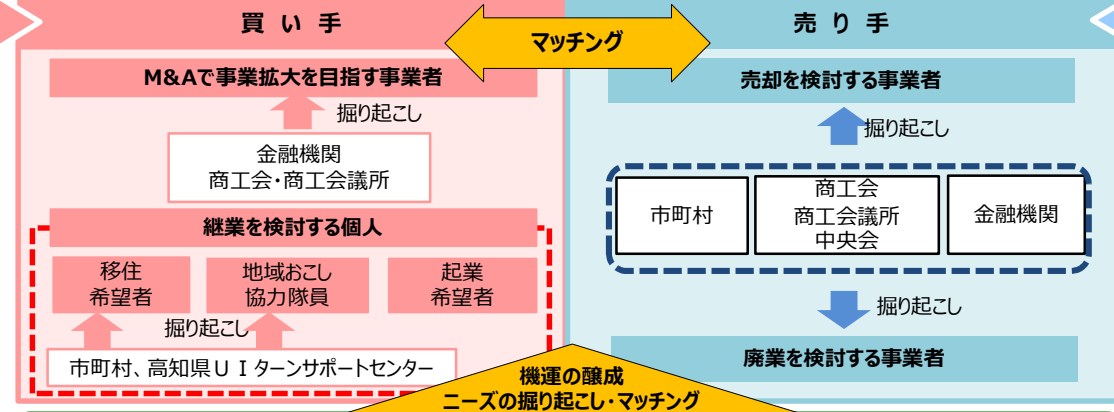 買い手
マッチング
売り手
M&Aで事業拡大を目指す事業者
掘り起こし
金融機関
商工会・商工会議所
継業を検討する個人
移住
希望者
地域おこし
協力隊員
起業
希望者
掘り起こし
市町村、高知県UIターンサポートセンター
売却を検討する事業者
掘り起こし
市町村
商工会
商工会議所
中央会
金融機関
掘り起こし
廃業を検討する事業者
機運の醸成
ニーズの掘り起こし・マッチング